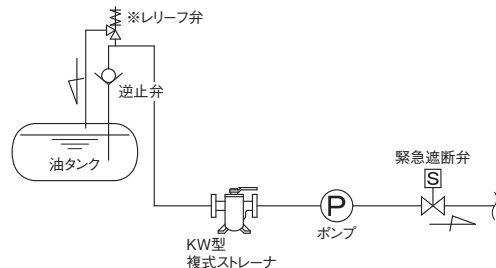 ※レリーフ弁
逆止弁
油タンク
緊急遮断弁
S
P
ポンプ
KW型
複式ストレーナ